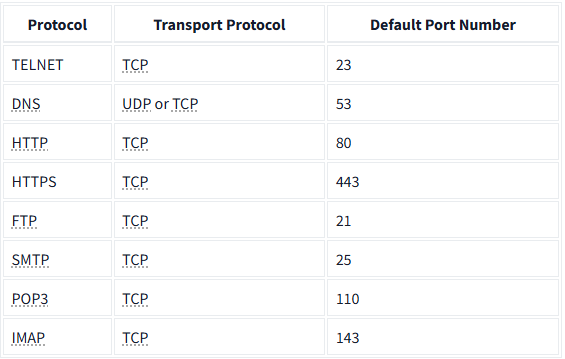 Protocol Transport Protocol Default Port Number
TELNET TCP 23
DNS UDP or TCP 53
HTTP TCP 80
HTTPS TCP 443
FTP TCP 21
SMTP TCP 25
POP3 TCP 110
IMAP TCP 143